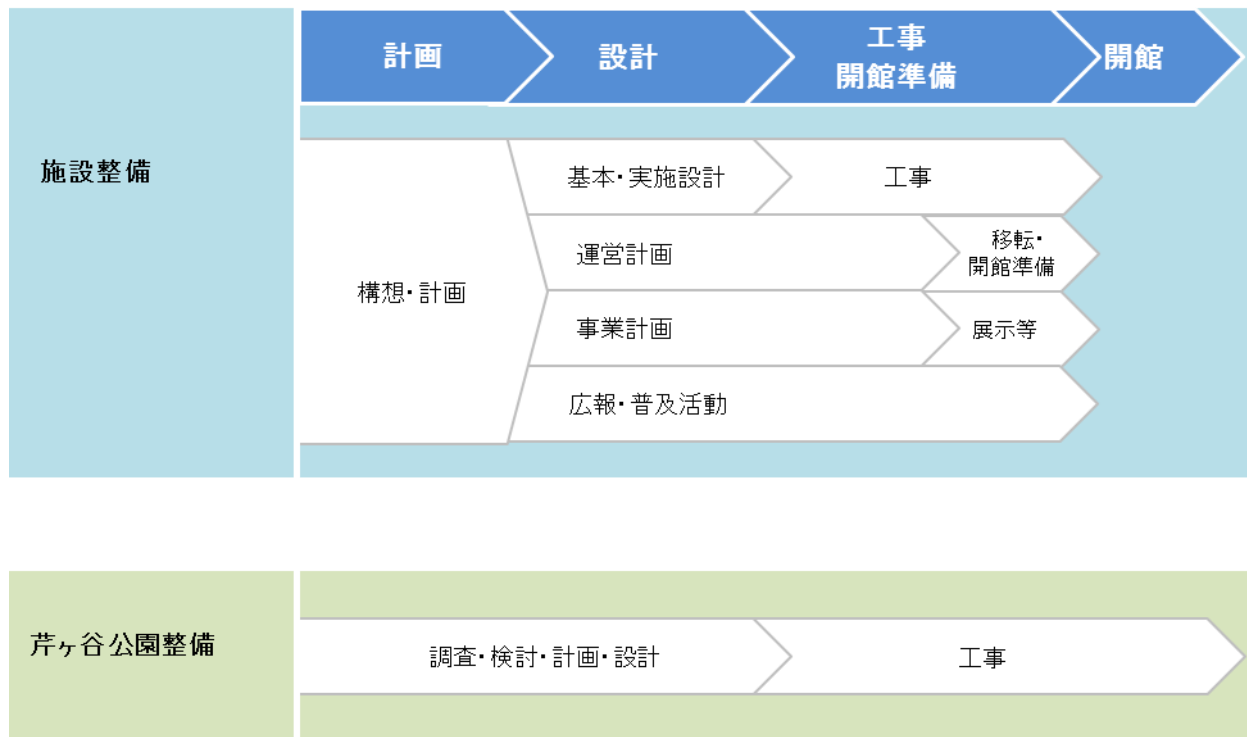 計画
設計
工事
開館準備
開館
施設整備
構想・計画
基本・実施設計
工事
運営計画
移転・
開館準備
事業計画
展示等
広報・普及活動
芹ヶ谷公園整備
調査・検討・計画・設計
工事